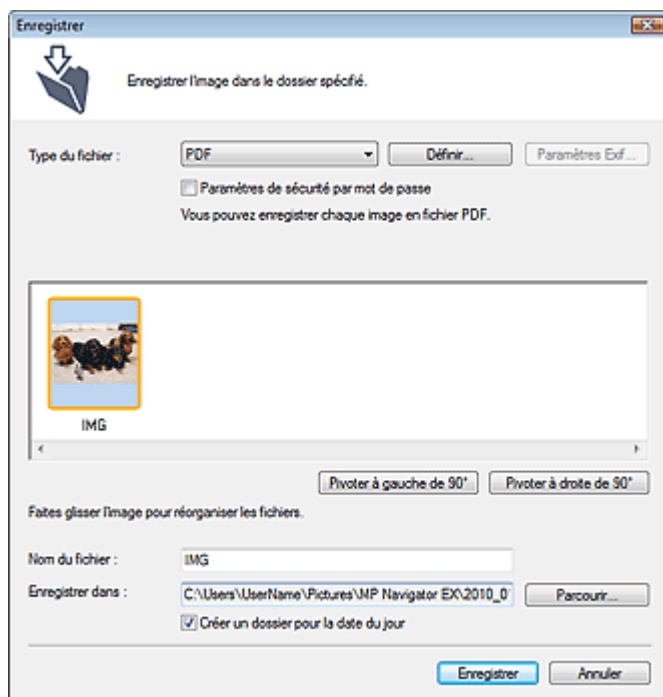 Enregistrer
Enregistrer l'image dans le dossier spécifié.
Type du fichier : PDF Définir... Paramètres Exif...
Paramètres de sécurité par mot de passe
Vous pouvez enregistrer chaque image en fichier PDF.
IMG
Pivoter à gauche de 90° Pivoter à droite de 90°
Faites glisser l'image pour réorganiser les fichiers.
Nom du fichier : IMG
Enregistrer dans : C:\Users\UserName\Pictures\MP Navigator EX\2010_0 Parcourir...
Créer un dossier pour la date du jour
Enregistrer Annuler